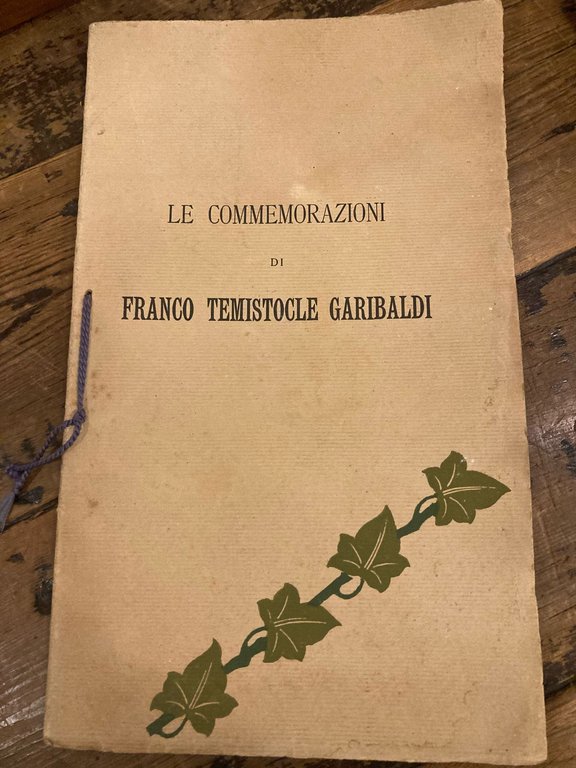 LE COMMEMORAZIONI
DI
FRANCO TEMISTOCLE GARIBALDI